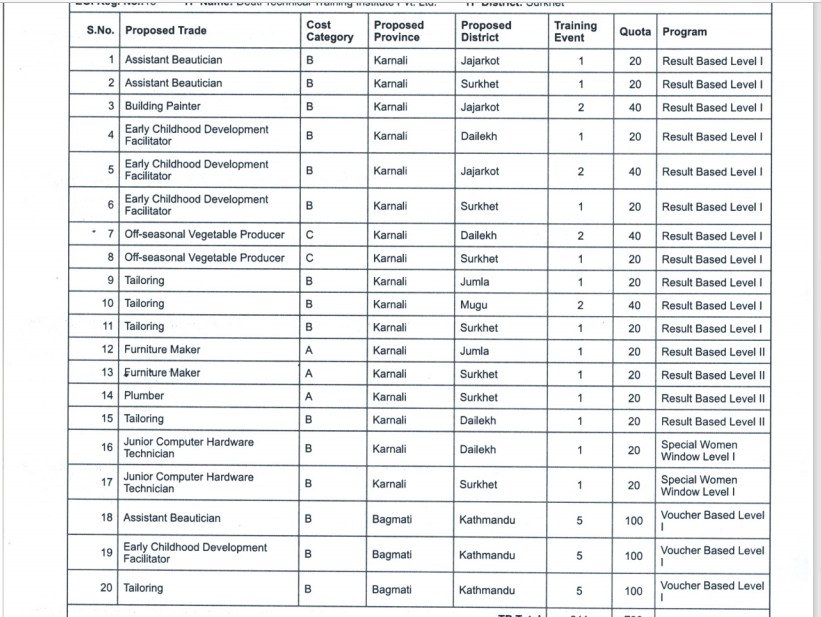 S.No. Proposed Trade Cost Category Proposed Province Proposed District Training Event Quota Program
1 Assistant Beautician B Karnali Jajarkot 1 20 Result Based Level I
2 Assistant Beautician B Karnali Surkhet 1 20 Result Based Level I
3 Building Painter B Karnali Jajarkot 2 40 Result Based Level I
4 Early Childhood Development Facilitator B Karnali Dailekh 1 20 Result Based Level I
5 Early Childhood Development Facilitator B Karnali Jajarkot 2 40 Result Based Level I
6 Early Childhood Development Facilitator B Karnali Surkhet 1 20 Result Based Level I
7 Off-seasonal Vegetable Producer C Karnali Dailekh 2 40 Result Based Level I
8 Off-seasonal Vegetable Producer C Karnali Surkhet 1 20 Result Based Level I
9 Tailoring B Karnali Jumla 1 20 Result Based Level I
10 Tailoring B Karnali Mugu 2 40 Result Based Level I
11 Tailoring B Karnali Surkhet 1 20 Result Based Level I
12 Furniture Maker A Karnali Jumla 1 20 Result Based Level II
13 Furniture Maker A Karnali Surkhet 1 20 Result Based Level II
14 Plumber A Karnali Surkhet 1 20 Result Based Level II
15 Tailoring B Karnali Dailekh 1 20 Result Based Level II
16 Junior Computer Hardware Technician B Karnali Dailekh 1 20 Special Women Window Level I
17 Junior Computer Hardware Technician B Karnali Surkhet 1 20 Special Women Window Level I
18 Assistant Beautician B Bagmati Kathmandu 5 100 Voucher Based Level I
19 Early Childhood Development Facilitator B Bagmati Kathmandu 5 100 Voucher Based Level I
20 Tailoring B Bagmati Kathmandu 5 100 Voucher Based Level I